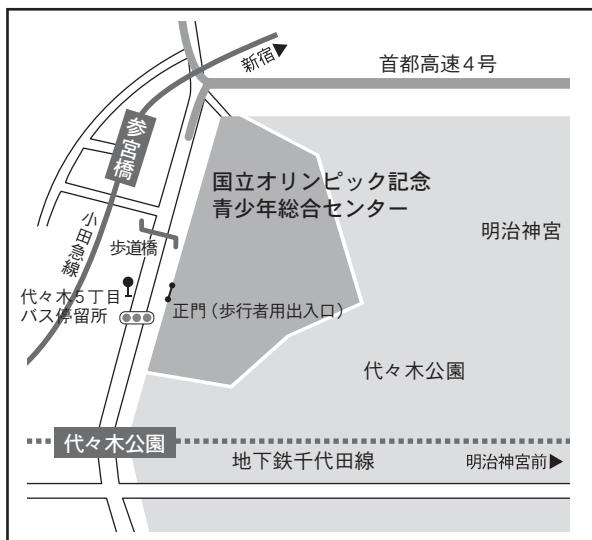 新宿▶
首都高速4号
参宮橋
国立オリンピック記念
青少年総合センター
明治神宮
小田急線
歩道橋
代々木5丁目
バス停留所
正門（歩行者用出入口）
代々木公園
代々木公園
地下鉄千代田線
明治神宮前▶